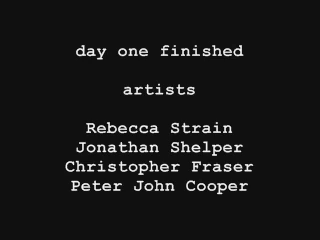 day one finished
artists
Rebecca Strain
Jonathan Shelper
Christopher Fraser
Peter John Cooper